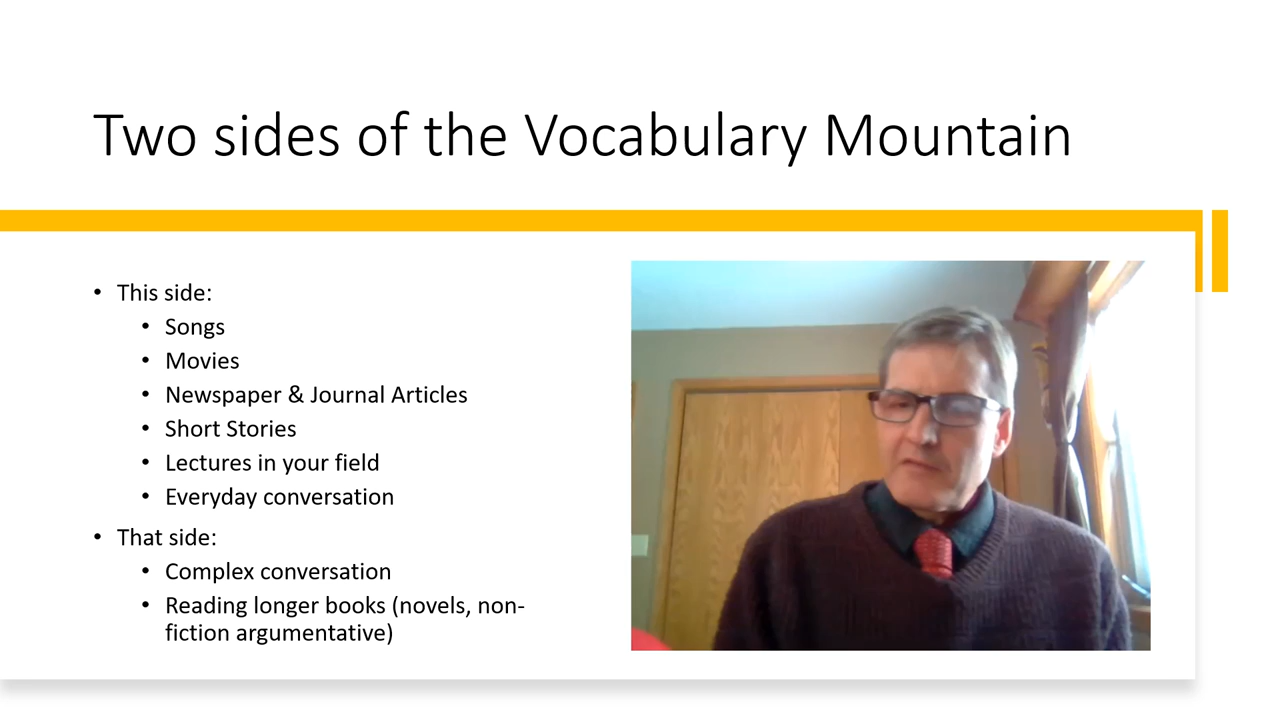 Two sides of the Vocabulary Mountain
• This side:
• Songs
• Movies
• Newspaper & Journal Articles
• Short Stories
• Lectures in your field
• Everyday conversation
• That side:
• Complex conversation
• Reading longer books (novels, non-
fiction argumentative)